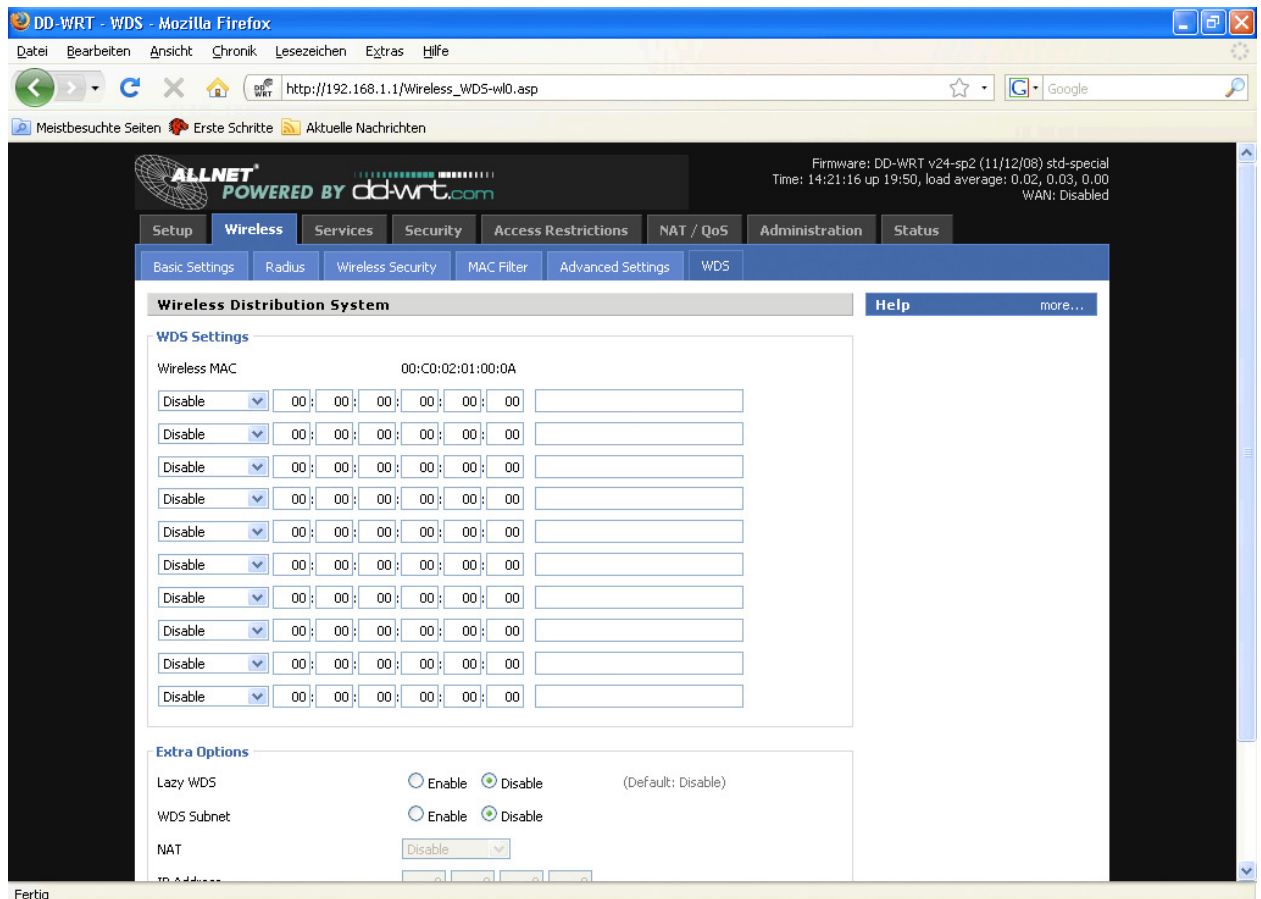 DD-WRT - WDS - Mozilla Firefox
Datei Bearbeiten Ansicht Chronik Lesezeichen Extras Hilfe
DD WRT http://192.168.1.1/Wireless_WDS-wl0.asp G Google
Meistbesuchte Seiten Erste Schritte Aktuelle Nachrichten
ALLNET
POWERED BY dd-wrt.com
Firmware: DD-WRT v24-sp2 (11/12/08) std-special
Time: 14:21:16 up 19:50, load average: 0.02, 0.03, 0.00
WAN: Disabled
Setup Wireless Services Security Access Restrictions NAT / QoS Administration Status
Basic Settings Radius Wireless Security MAC Filter Advanced Settings WDS
Wireless Distribution System
Help more...
WDS Settings
Wireless MAC 00:C0:02:01:00:0A
Disable 00: 00: 00: 00: 00: 00
Disable 00: 00: 00: 00: 00: 00
Disable 00: 00: 00: 00: 00: 00
Disable 00: 00: 00: 00: 00: 00
Disable 00: 00: 00: 00: 00: 00
Disable 00: 00: 00: 00: 00: 00
Disable 00: 00: 00: 00: 00: 00
Disable 00: 00: 00: 00: 00: 00
Disable 00: 00: 00: 00: 00: 00
Disable 00: 00: 00: 00: 00: 00
Extra Options
Lazy WDS Enable Disable (Default: Disable)
WDS Subnet Enable Disable
NAT Disable
IP Address 0 0 0 0
Fertig